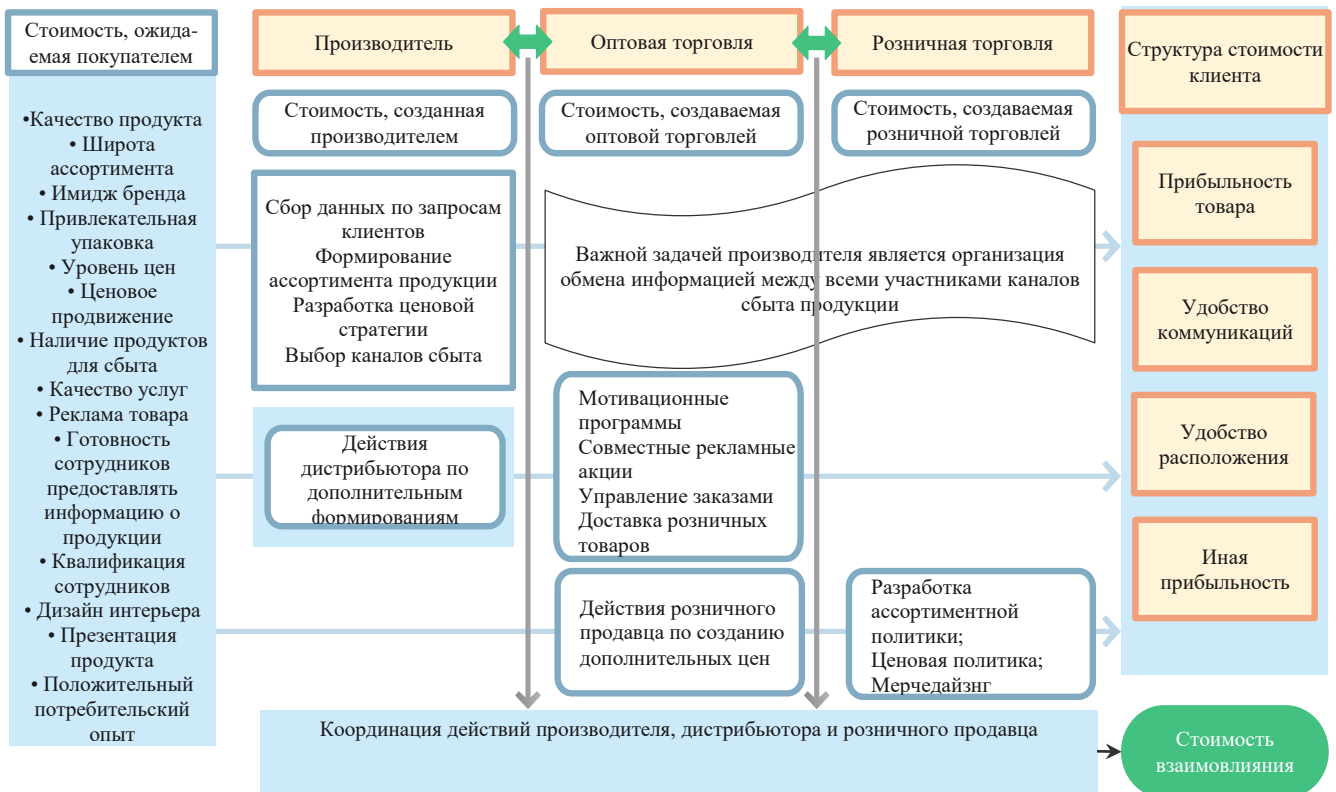 Стоимость, ожида-
емая покупателем
•Качество продукта
• Широта
ассортимента
• Имидж бренда
• Привлекательная
упаковка
• Уровень цен
• Ценовое
продвижение
• Наличие продуктов
для сбыта
• Качество услуг
• Реклама товара
• Готовность
сотрудников
предоставлять
информацию о
продукции
• Квалификация
сотрудников
• Дизайн интерьера
• Презентация
продукта
• Положительный
потребительский
опыт
Производитель
Оптовая торговля
Розничная торговля
Стоимость, созданная
производителем
Стоимость, создаваемая
оптовой торговлей
Стоимость, создаваемая
розничной торговлей
Сбор данных по запросам
клиентов
Формирование
ассортимента продукции
Разработка ценовой
стратегии
Выбор каналов сбыта
Важной задачей производителя является организация
обмена информацией между всеми участниками каналов
сбыта продукции
Действия
дистрибьютора по
дополнительным
формированиям
Мотивационные
программы
Совместные рекламные
акции
Управление заказами
Доставка розничных
товаров
Действия розничного
продавца по созданию
дополнительных цен
Разработка
ассортиментной
политики;
Ценовая политика;
Мерчедайзнг
Координация действий производителя, дистрибьютора и розничного продавца
Структура стоимости
клиента
Прибыльность
товара
Удобство
коммуникаций
Удобство
расположения
Иная
прибыльность
Стоимость
взаимовлияния